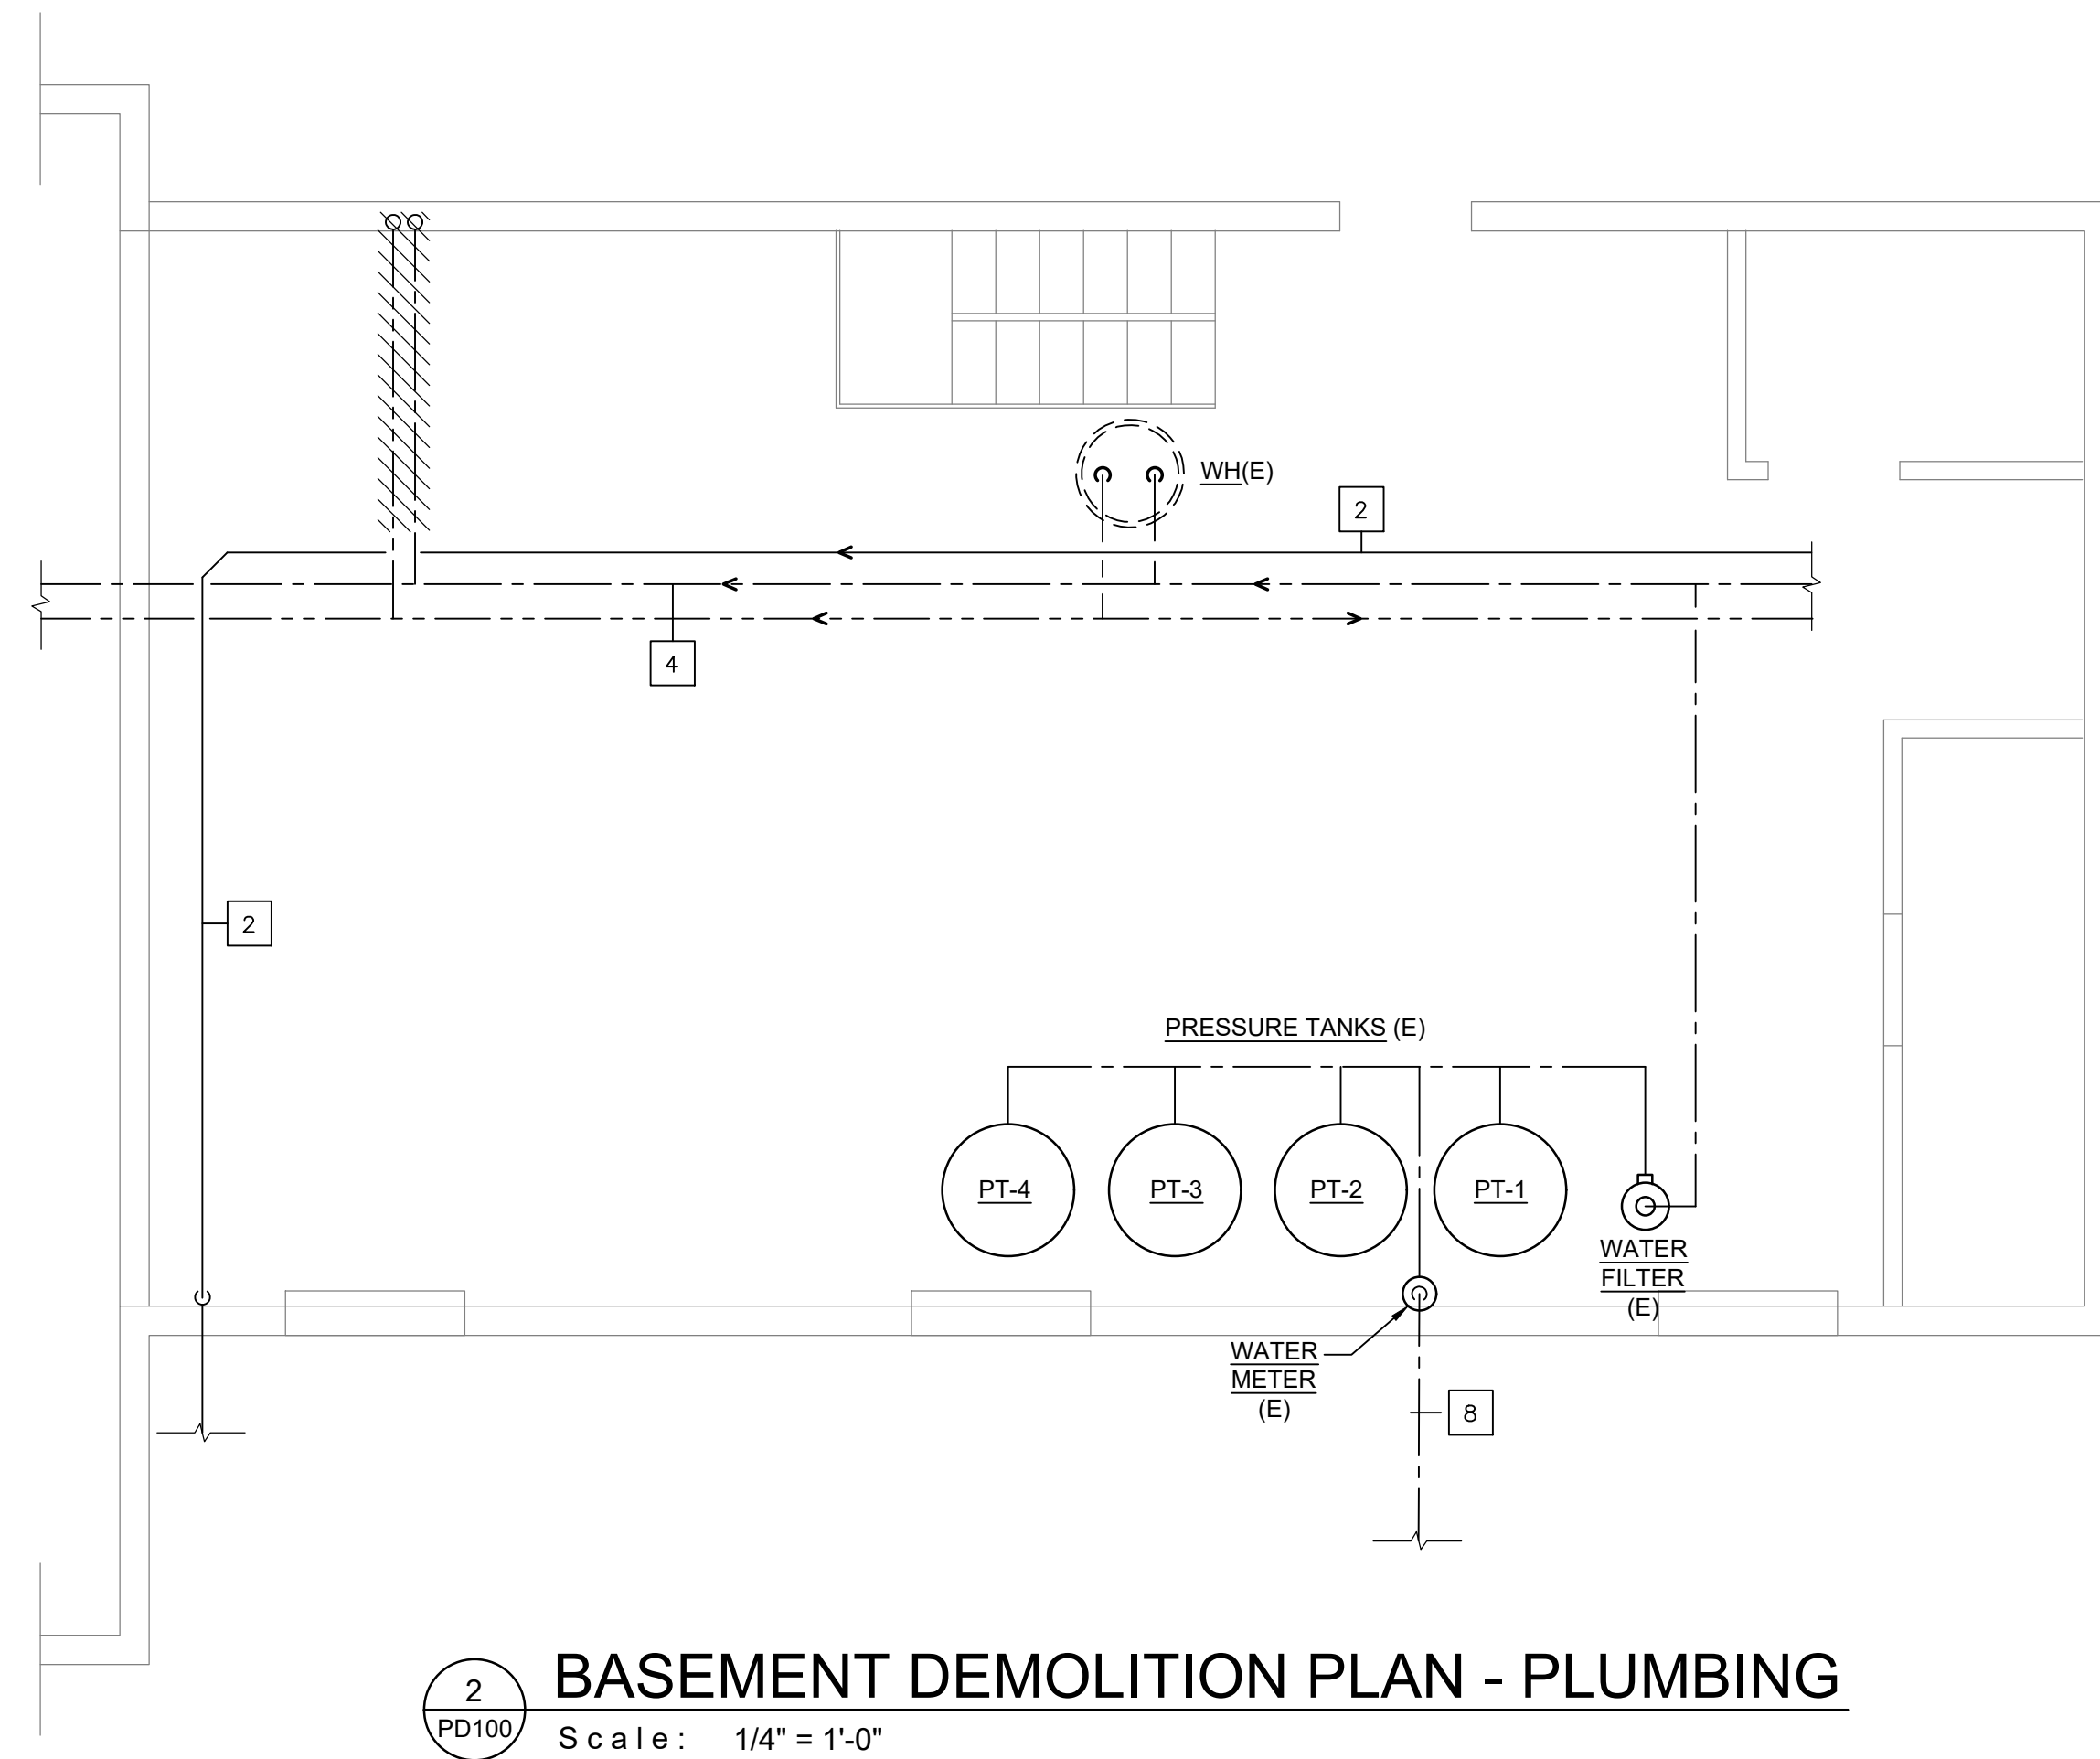 WH(E)
2
4
2
PRESSURE TANKS (E)
PT-4
PT-3
PT-2
PT-1
WATER
FILTER
(E)
WATER
METER
(E)
8
2
PD100
BASEMENT DEMOLITION PLAN - PLUMBING
Scale: 1/4" = 1'-0"